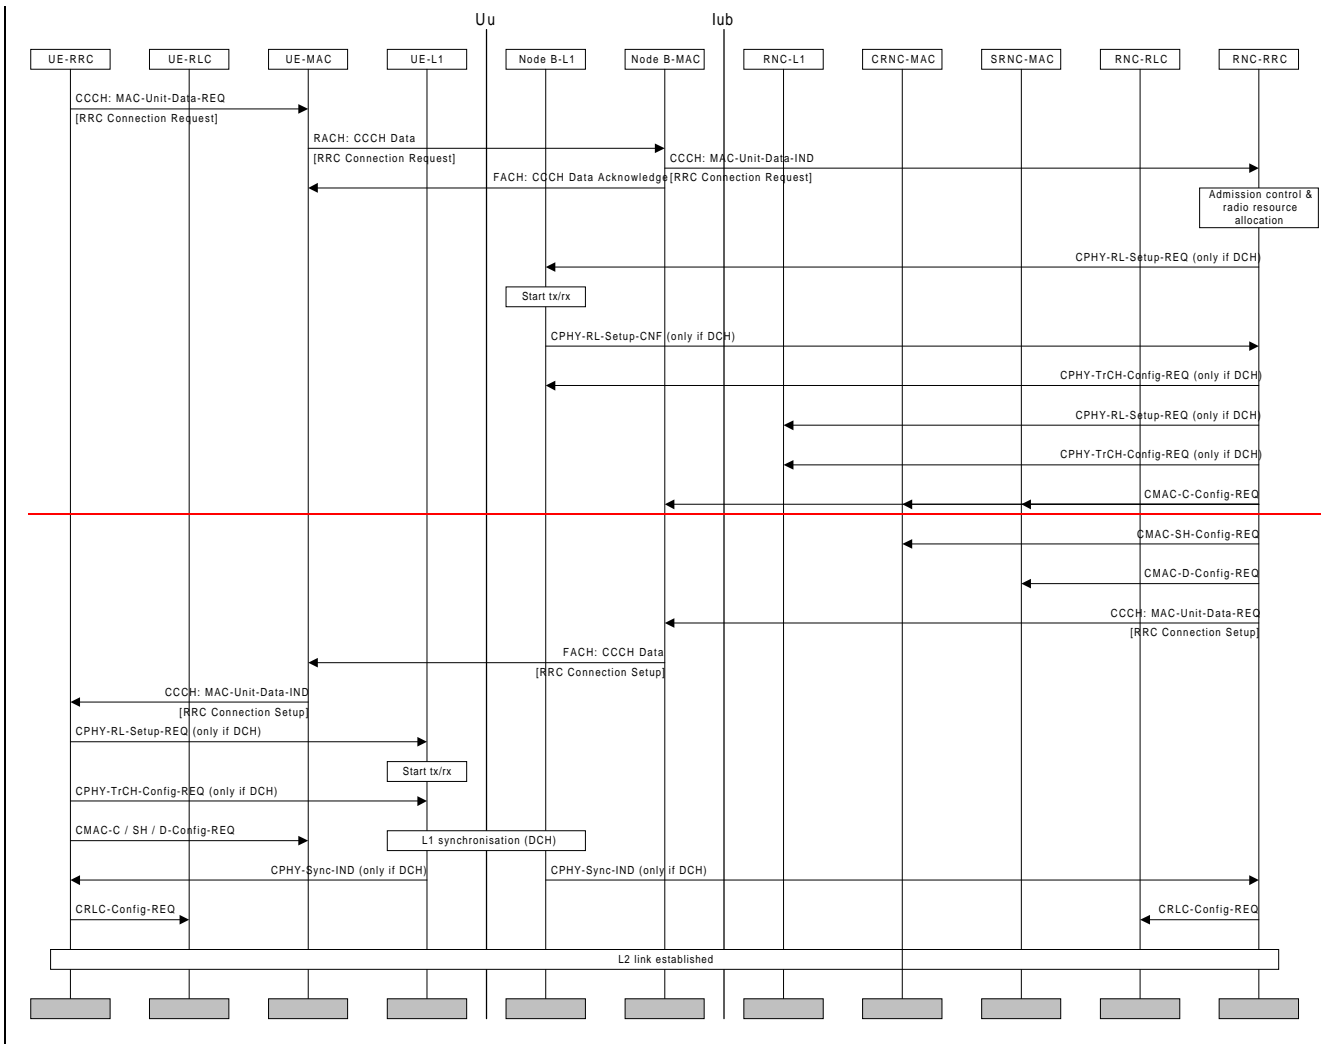 Uu
Iub
UE-RRC
UE-RLC
UE-MAC
UE-L1
Node B-L1
Node B-MAC
RNC-L1
CRNC-MAC
SRNC-MAC
RNC-RLC
RNC-RRC
CCCH: MAC-Unit-Data-REQ
[RRC Connection Request]
RACH: CCCH Data
[RRC Connection Request]
CCCH: MAC-Unit-Data-IND
[RRC Connection Request]
FACH: CCCH Data Acknowledge
Admission control &
radio resource
allocation
CPHY-RL-Setup-REQ (only if DCH)
Start tx/rx
CPHY-RL-Setup-CNF (only if DCH)
CPHY-TrCH-Config-REQ (only if DCH)
CPHY-RL-Setup-REQ (only if DCH)
CPHY-TrCH-Config-REQ (only if DCH)
CMAC-C-Config-REQ
CMAC-SH-Config-REQ
CMAC-D-Config-REQ
CCCH: MAC-Unit-Data-REQ
[RRC Connection Setup]
FACH: CCCH Data
[RRC Connection Setup]
CCCH: MAC-Unit-Data-IND
[RRC Connection Setup]
CPHY-RL-Setup-REQ (only if DCH)
Start tx/rx
CPHY-TrCH-Config-REQ (only if DCH)
CMAC-C / SH / D-Config-REQ
L1 synchronisation (DCH)
CPHY-Sync-IND (only if DCH)
CPHY-Sync-IND (only if DCH)
CRLC-Config-REQ
CRLC-Config-REQ
L2 link established